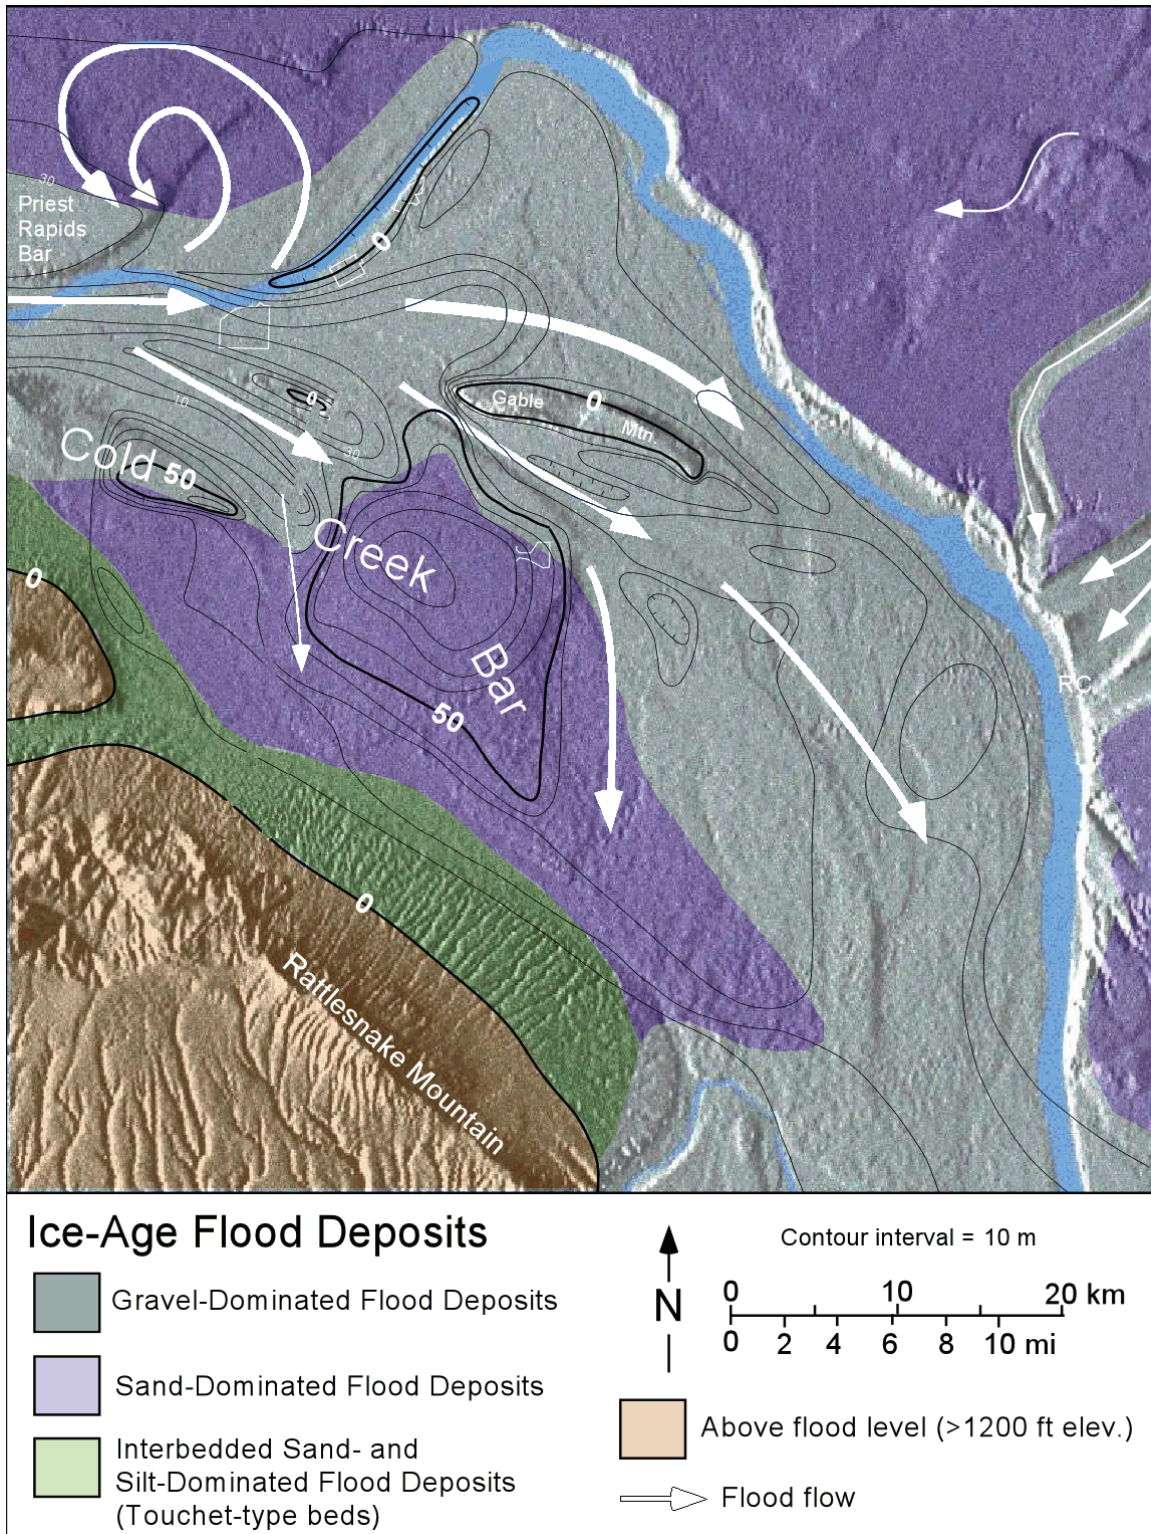 30
Priest
Rapids
Bar
0
Gable
0
Mtn.
0
10
30
Cold
50
Creek
Bar
50
0
RC
0
Rattlesnake Mountain
Ice-Age Flood Deposits
Gravel-Dominated Flood Deposits
Sand-Dominated Flood Deposits
Interbedded Sand- and
Silt-Dominated Flood Deposits
(Touchet-type beds)
N
Contour interval = 10 m
0 10 20 km
0 2 4 6 8 10 mi
Above flood level (>1200 ft elev.)
Flood flow